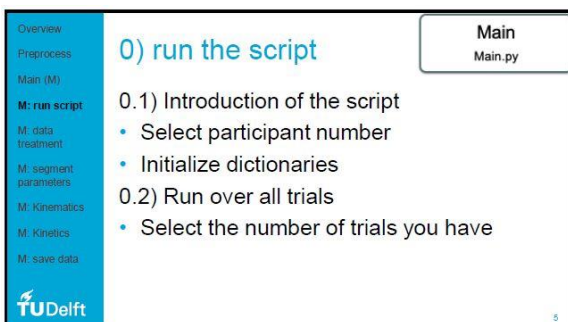 Overview
Preprocess
Main (M)
M: run script
M: data
treatment
M: segment
parameters
M: Kinematics
M: Kinetics
M: save data
TUDelft
0) run the script
Main
Main.py
0.1) Introduction of the script
• Select participant number
• Initialize dictionaries
0.2) Run over all trials
• Select the number of trials you have
5